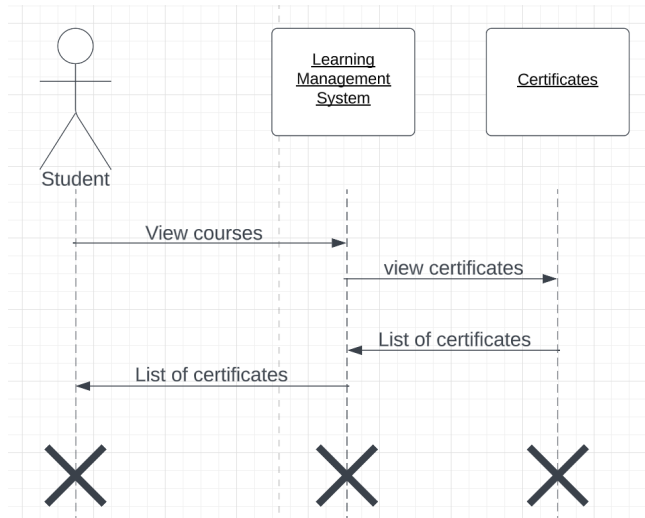 Learning
Management
System
Certificates
Student
View courses
view certificates
List of certificates
List of certificates